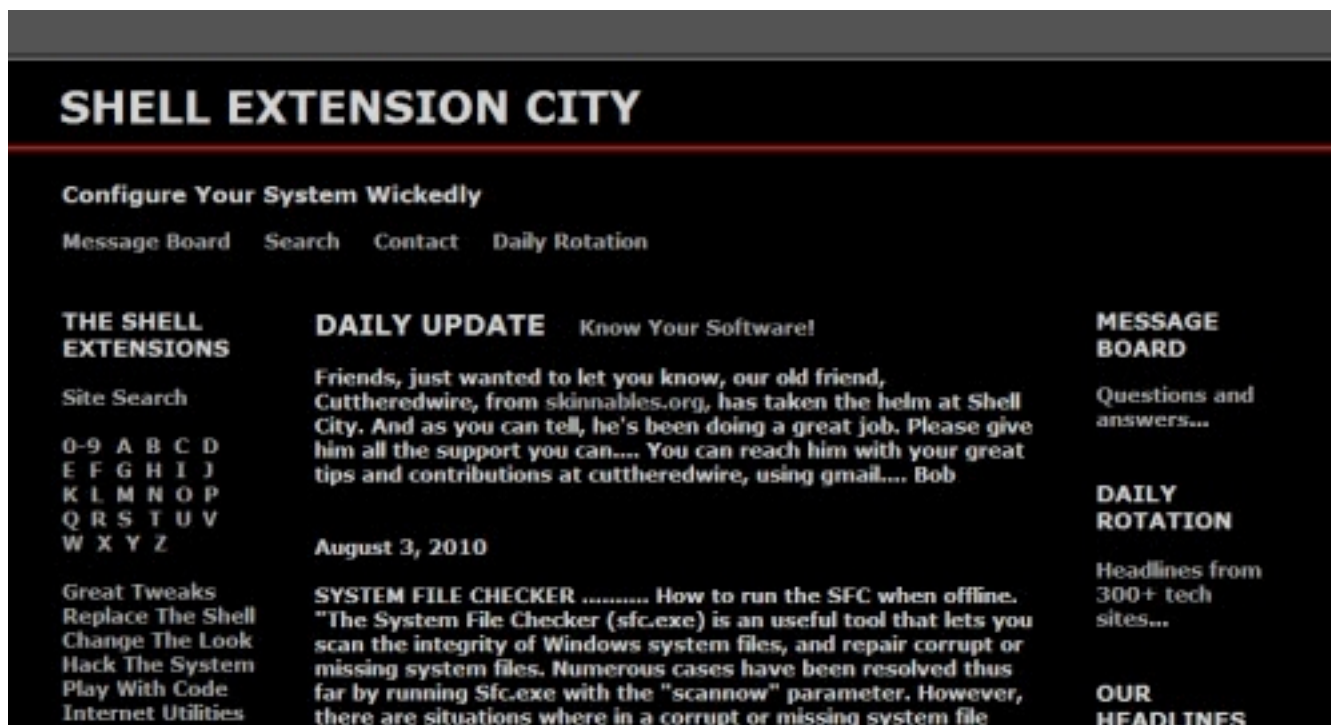 SHELL EXTENSION CITY
Configure Your System Wickedly
Message Board Search Contact Daily Rotation
THE SHELL
EXTENSIONS
Site Search
0-9 A B C D
E F G H I J
K L M N O P
Q R S T U V
W X Y Z
Great Tweaks
Replace The Shell
Change The Look
Hack The System
Play With Code
Internet Utilities
DAILY UPDATE Know Your Software!
Friends, just wanted to let you know, our old friend,
Cuttheredwire, from skinnables.org, has taken the helm at Shell
City. And as you can tell, he's been doing a great job. Please give
him all the support you can.... You can reach him with your great
tips and contributions at cuttheredwire, using gmail.... Bob
August 3, 2010
SYSTEM FILE CHECKER .......... How to run the SFC when offline.
"The System File Checker (sfc.exe) is an useful tool that lets you
scan the integrity of Windows system files, and repair corrupt or
missing system files. Numerous cases have been resolved thus
far by running Sfc.exe with the "scannow" parameter. However,
there are situations where in a corrupt or missing system file
MESSAGE
BOARD
Questions and
answers...
DAILY
ROTATION
Headlines from
300+ tech
sites...
OUR
HEADLINES